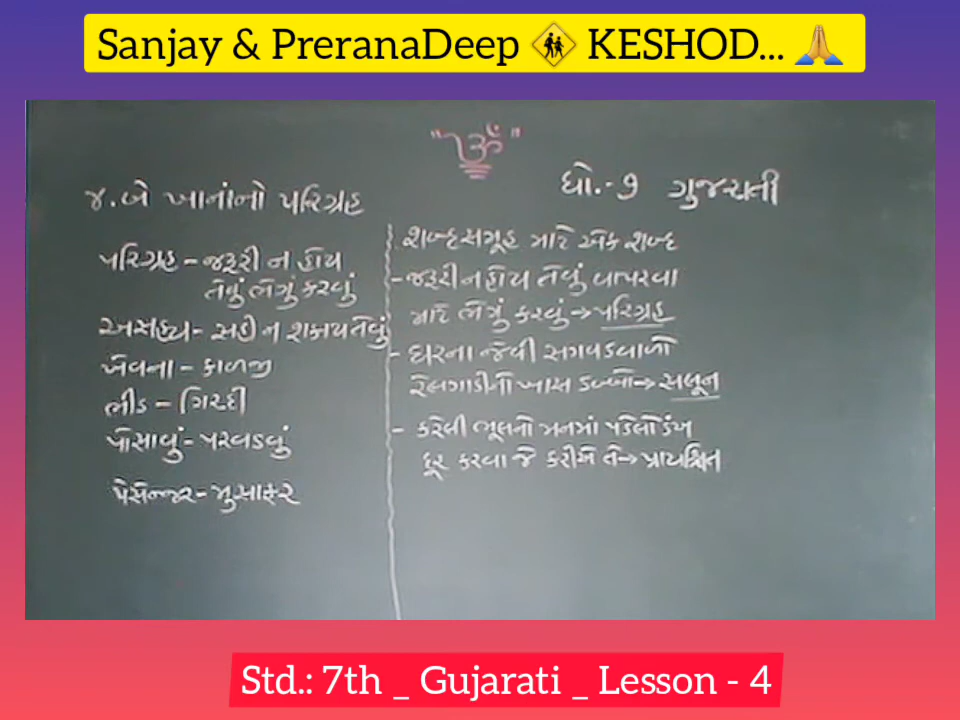 Sanjay & PreranaDeep 🚸 KESHOD... 🙏
"ૐ"
ધો.-૭ ગુજરાતી
૪. બે ખાનાંનો પરિગ્રહ
પરિગ્રહ – જરૂરી ન હોય
તેવું ભેગું કરવું
અસહ્ય – સહી ન શકાય તેવું
ખેવના – કાળજી
ભીડ – ગિરદી
પોસાવું – પરવડવું
પેસેન્જર – મુસાફર
શબ્દસમૂહ માટે એક શબ્દ
– જરૂરી ન હોય તેવું વાપરવા
માટે ભેગું કરવું → પરિગ્રહ
– ઘરના જેવી સગવડવાળો
રેલગાડીનો ખાસ ડબ્બો → સલૂન
– કરેલી ભૂલનો મનમાં પડેલો ડંખ
દૂર કરવા જે કરીએ તે → પ્રાયશ્ચિત
Std.: 7th _ Gujarati _ Lesson - 4